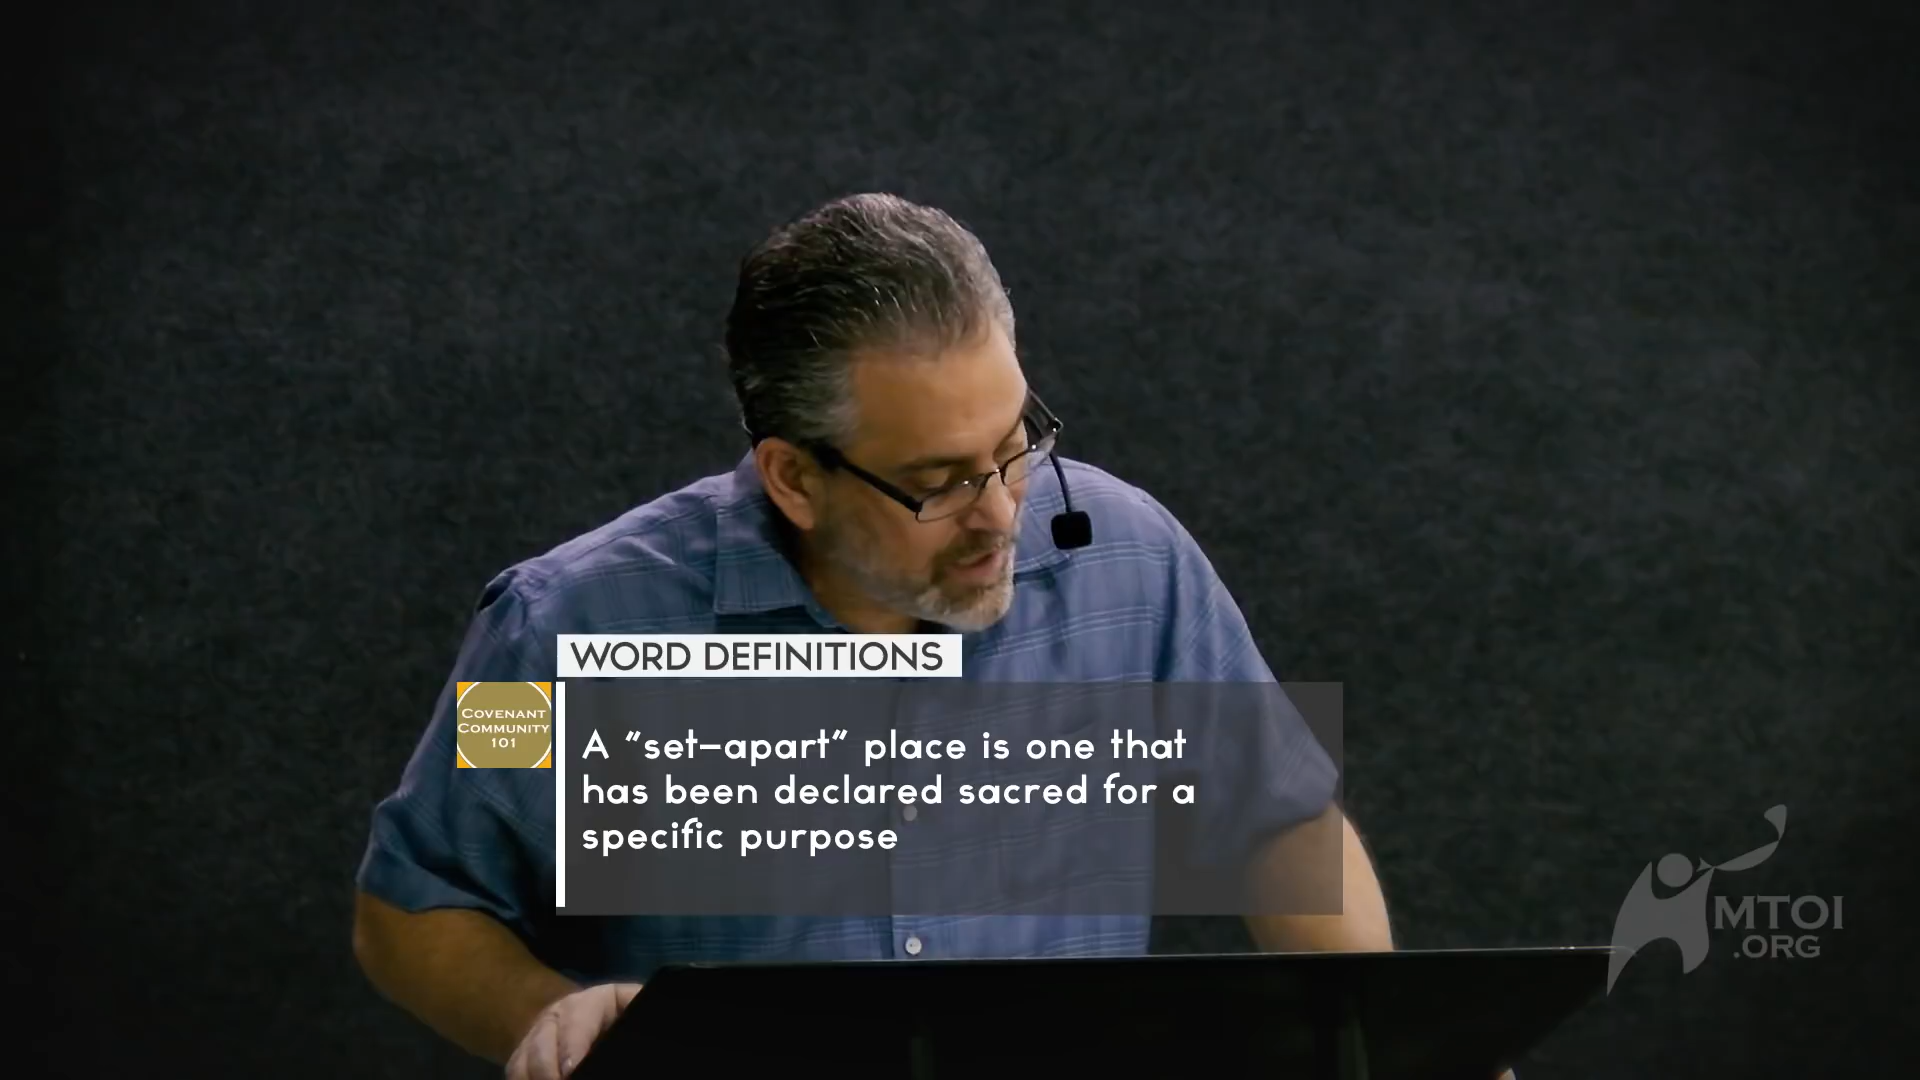 WORD DEFINITIONS
COVENANT
COMMUNITY
101
A "set-apart" place is one that
has been declared sacred for a
specific purpose
MTOI
.ORG